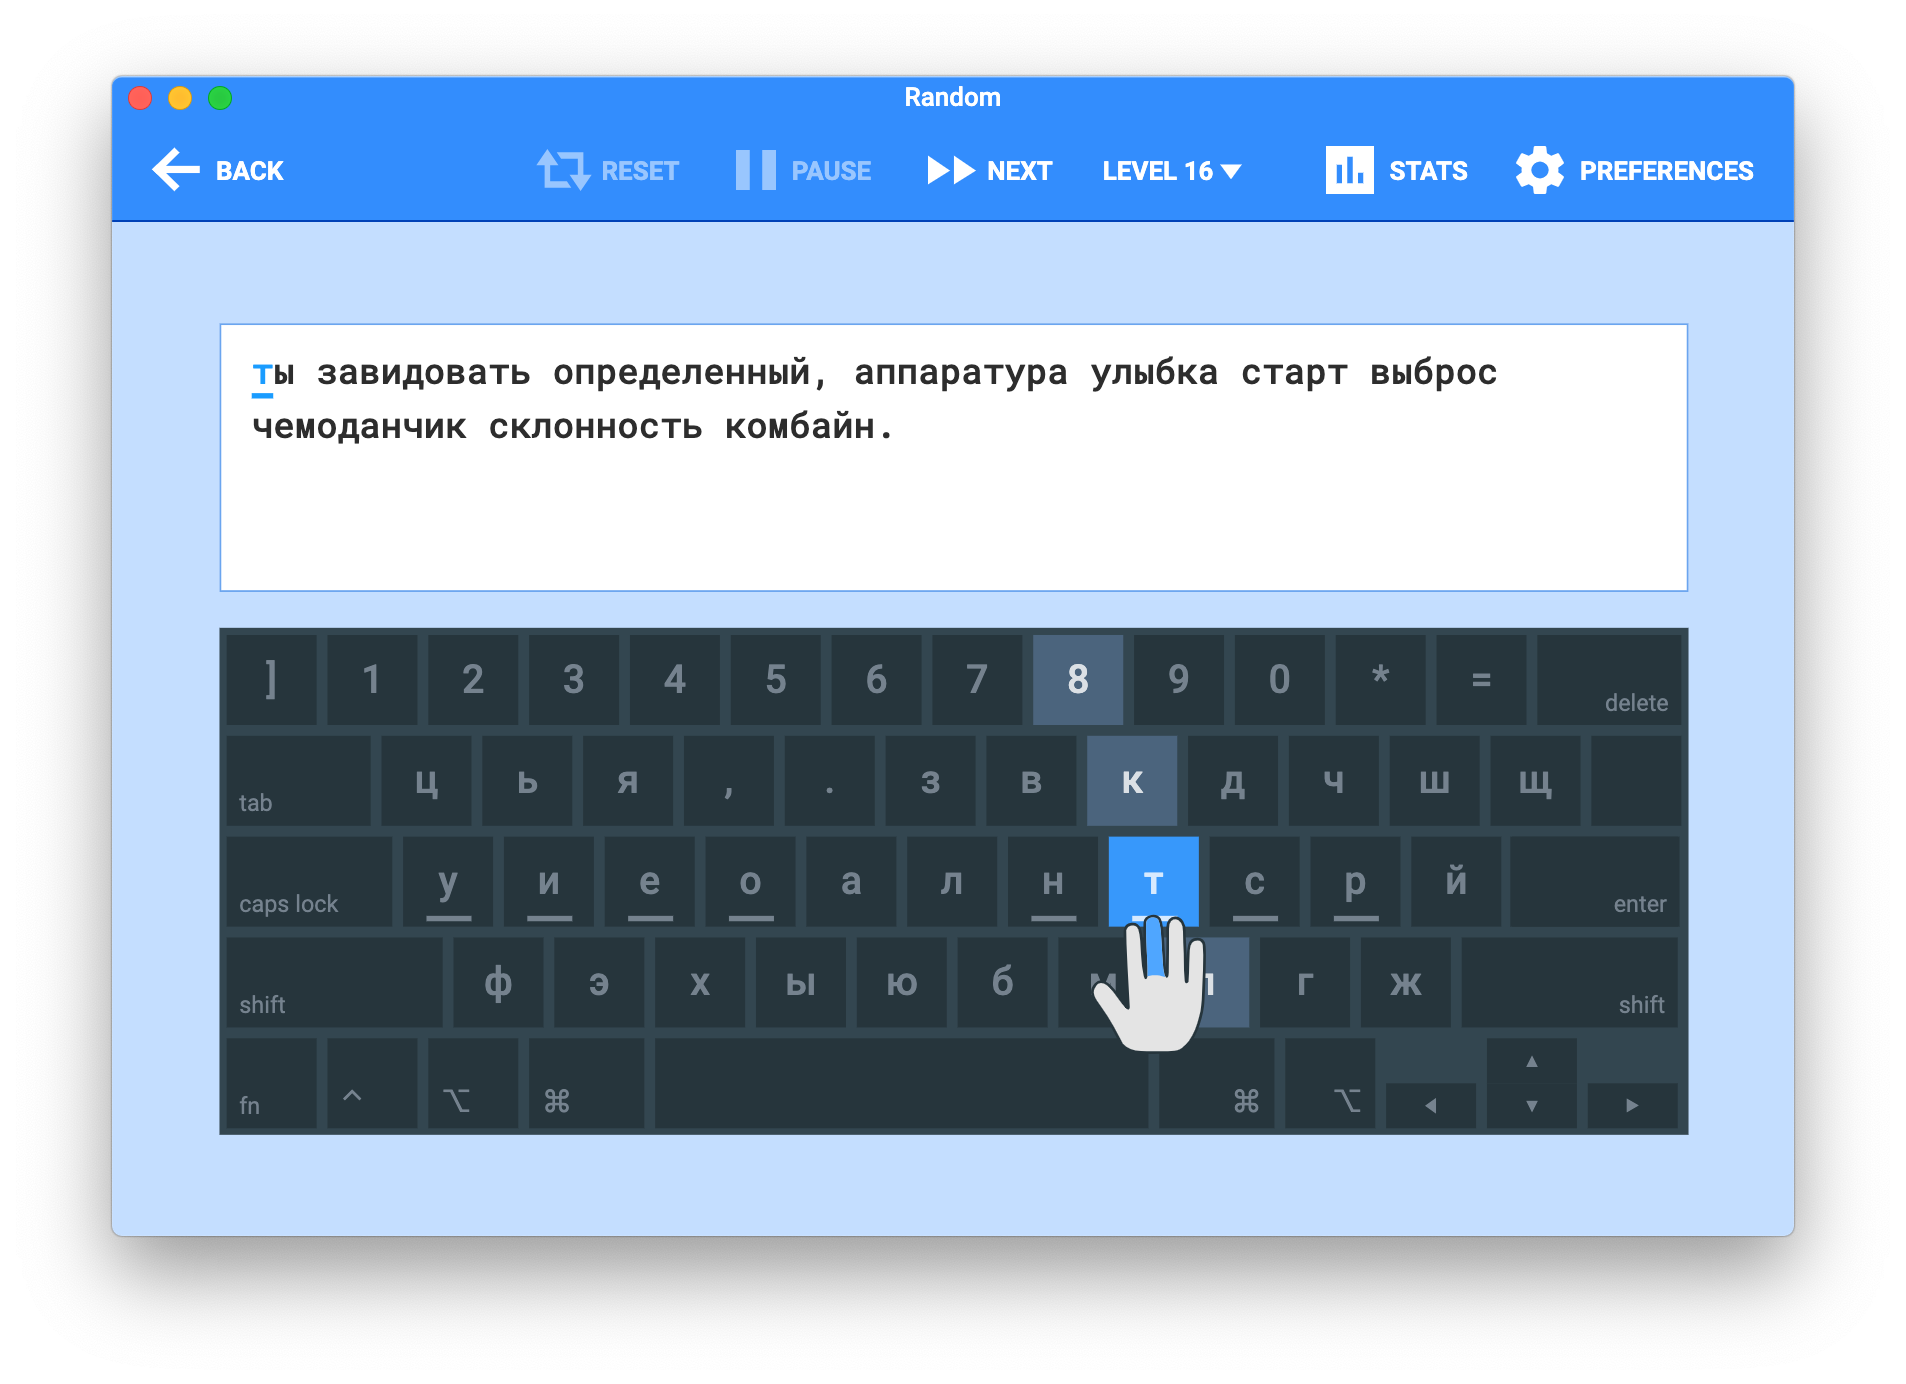 Random
BACK RESET PAUSE NEXT LEVEL 16 STATS PREFERENCES
ты завидовать определенный, аппаратура улыбка старт выброс
чемоданчик склонность комбайн.
] 1 2 3 4 5 6 7 8 9 0 * = delete
tab ц ь я , . з в к д ч ш щ
caps lock у и е о а л н т с р й enter
shift ф э х ы ю б м г ж shift
fn ^ ⌥ ⌘ ⌘ ⌥ ◀ ▲ ▼ ▶